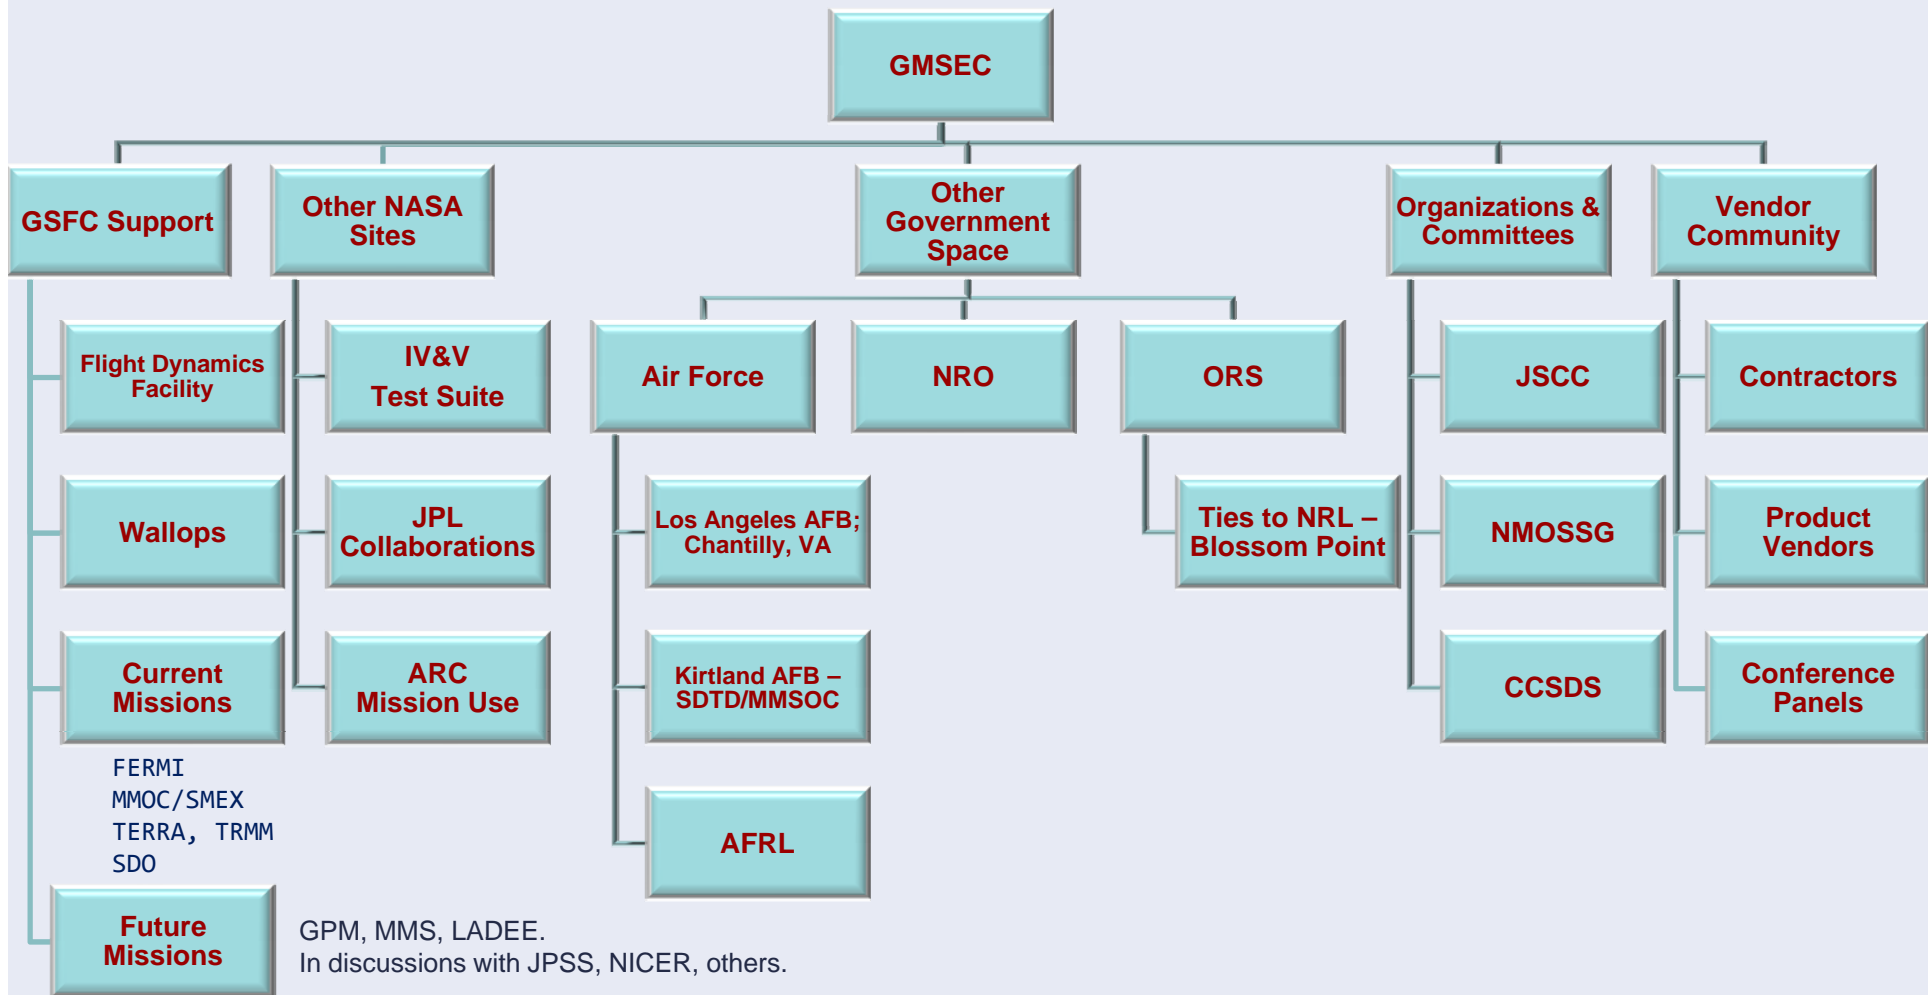 GMSEC
GSFC Support
Other NASA
Sites
Other
Government
Space
Organizations &
Committees
Vendor
Community
Flight Dynamics
Facility
Wallops
Current
Missions
FERMI
MMOC/SMEX
TERRA, TRMM
SDO
Future
Missions
GPM, MMS, LADEE.
In discussions with JPSS, NICER, others.
IV&V
Test Suite
JPL
Collaborations
ARC
Mission Use
Air Force
Los Angeles AFB;
Chantilly, VA
Kirtland AFB –
SDTD/MMSOC
AFRL
NRO
ORS
Ties to NRL –
Blossom Point
JSCC
NMOSSG
CCSDS
Contractors
Product
Vendors
Conference
Panels